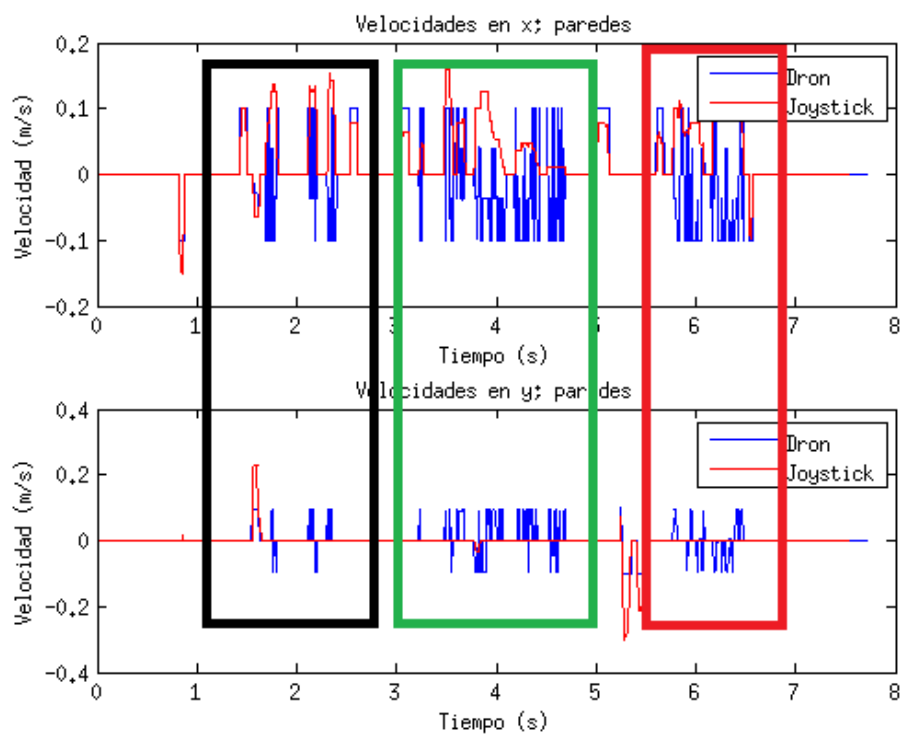 Velocidades en x; paredes
0.2
0.1
0
-0.1
-0.2
Velocidad (m/s)
Dron
Joystick
0 1 2 3 4 5 6 7 8
Tiempo (s)
Velocidades en y; paredes
0.4
0.2
0
-0.2
-0.4
Velocidad (m/s)
Dron
Joystick
0 1 2 3 4 5 6 7 8
Tiempo (s)